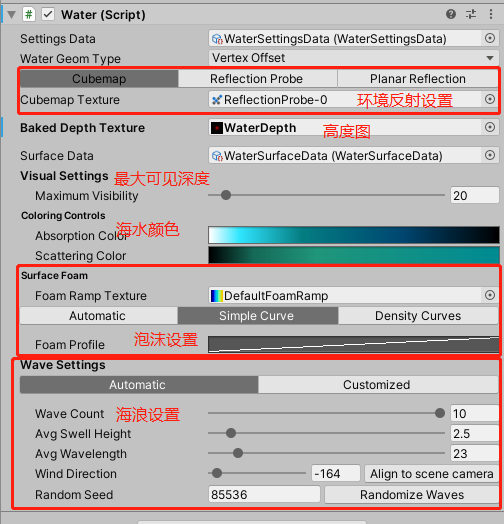 Water (Script)
Settings Data WaterSettingsData (WaterSettingsData)
Water Geom Type Vertex Offset
Cubemap Reflection Probe Planar Reflection
Cubemap Texture ReflectionProbe-0 环境反射设置
Baked Depth Texture WaterDepth 高度图
Surface Data WaterSurfaceData (WaterSurfaceData)
Visual Settings 最大可见深度
Maximum Visibility 20
Coloring Controls
海水颜色
Absorption Color
Scattering Color
Surface Foam
Foam Ramp Texture DefaultFoamRamp
Automatic Simple Curve Density Curves
泡沫设置
Foam Profile
Wave Settings
Automatic Customized
Wave Count 海浪设置 10
Avg Swell Height 2.5
Avg Wavelength 23
Wind Direction -164 Align to scene camera
Random Seed 85536 Randomize Waves